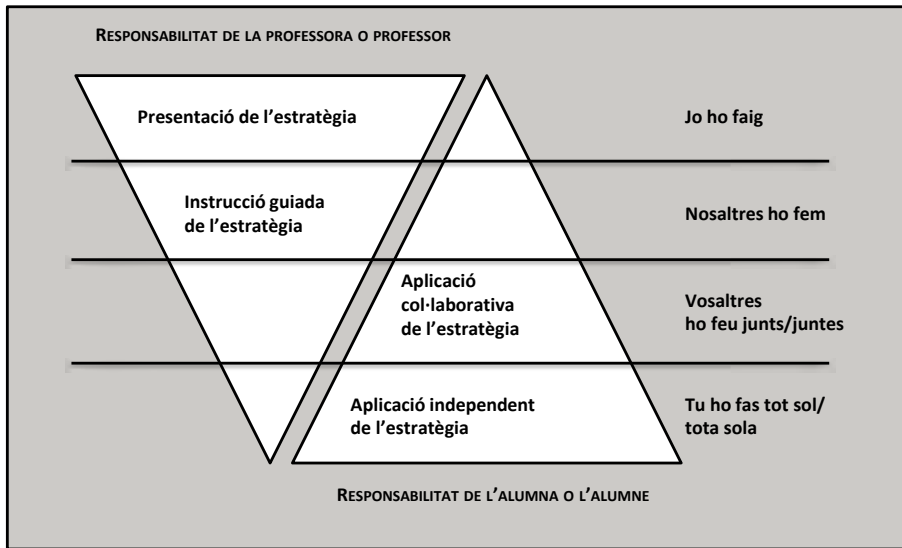 RESPONSABILITAT DE LA PROFESSORA O PROFESSOR
Presentació de l’estratègia
Jo ho faig
Instrucció guiada
de l’estratègia
Nosaltres ho fem
Aplicació
col·laborativa
de l’estratègia
Vosaltres
ho feu junts/juntes
Aplicació independent
de l’estratègia
Tu ho fas tot sol/
tota sola
RESPONSABILITAT DE L’ALUMNA O L’ALUMNE